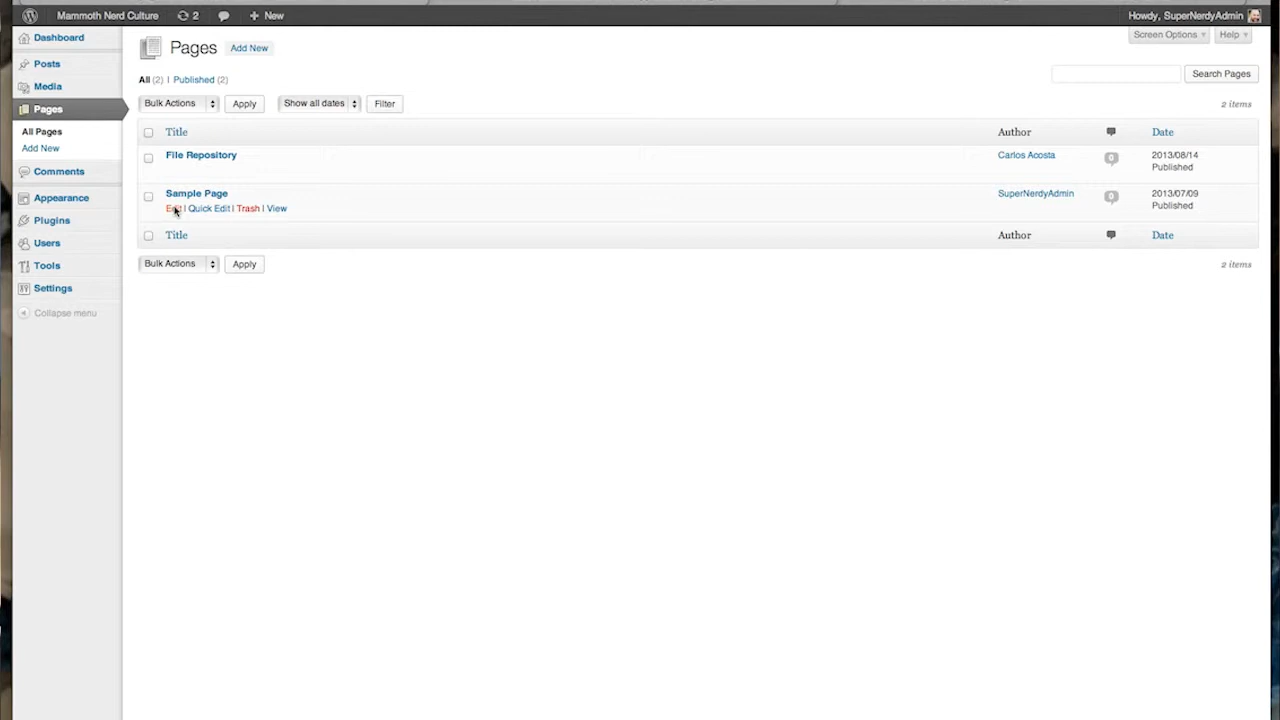 Mammoth Nerd Culture 2 + New Howdy, SuperNerdyAdmin
Dashboard
Posts
Media
Pages
All Pages
Add New
Comments
Appearance
Plugins
Users
Tools
Settings
Collapse menu
Screen Options Help
Pages Add New
All (2) | Published (2)
Search Pages
Bulk Actions Apply Show all dates Filter 2 items
Title Author Date
File Repository Carlos Acosta 0 2013/08/14
Published
Sample Page SuperNerdyAdmin 0 2013/07/09
Edit | Quick Edit | Trash | View Published
Title Author Date
Bulk Actions Apply 2 items